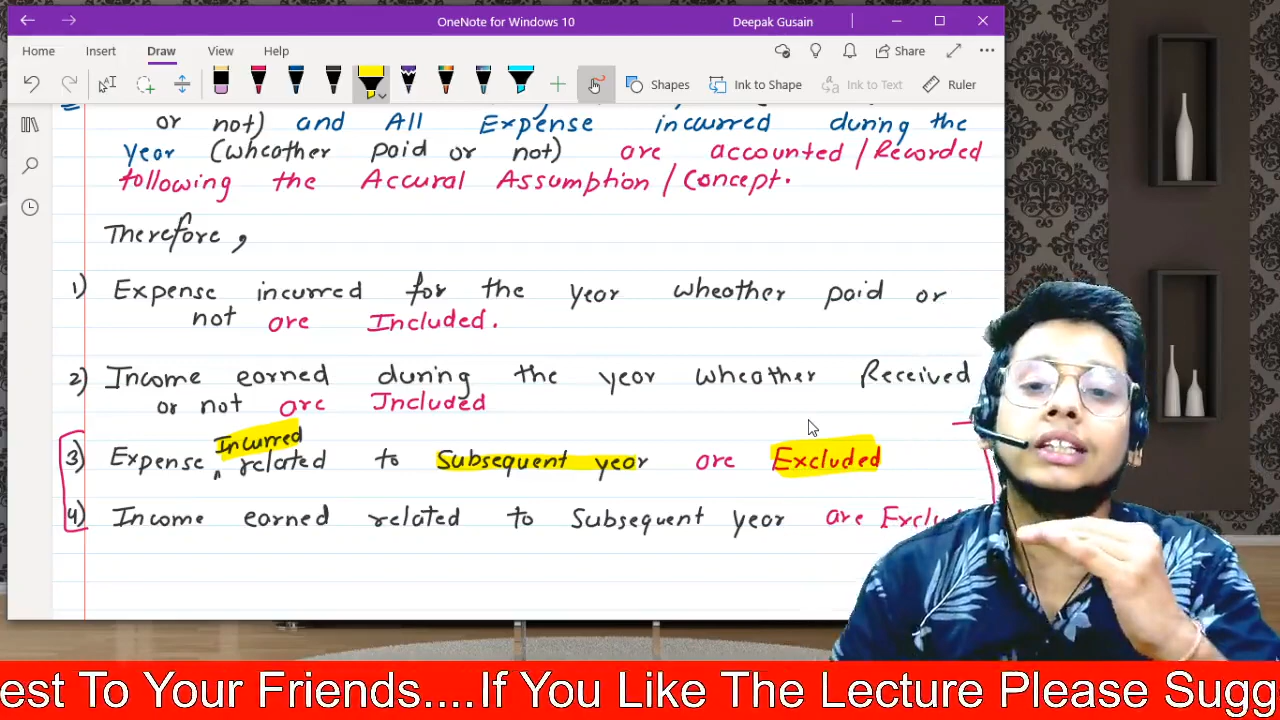 OneNote for Windows 10
Deepak Gusain
Home Insert Draw View Help
Share
Shapes
Ink to Shape
Ink to Text
Ruler
or not) and All Expense incurred during the
year (wheather paid or not) are accounted/Recorded
following the Accural Assumption/Concept.
Therefore,
1) Expense incurred for the year wheother paid or
not are Included.
2) Income earned during the year wheather Received
or not are Included
Incurred
3) Expense ^ related to Subsequent year are Excluded
4) Income earned related to Subsequent year are Exclu
est To Your Friends....If You Like The Lecture Please Sugg